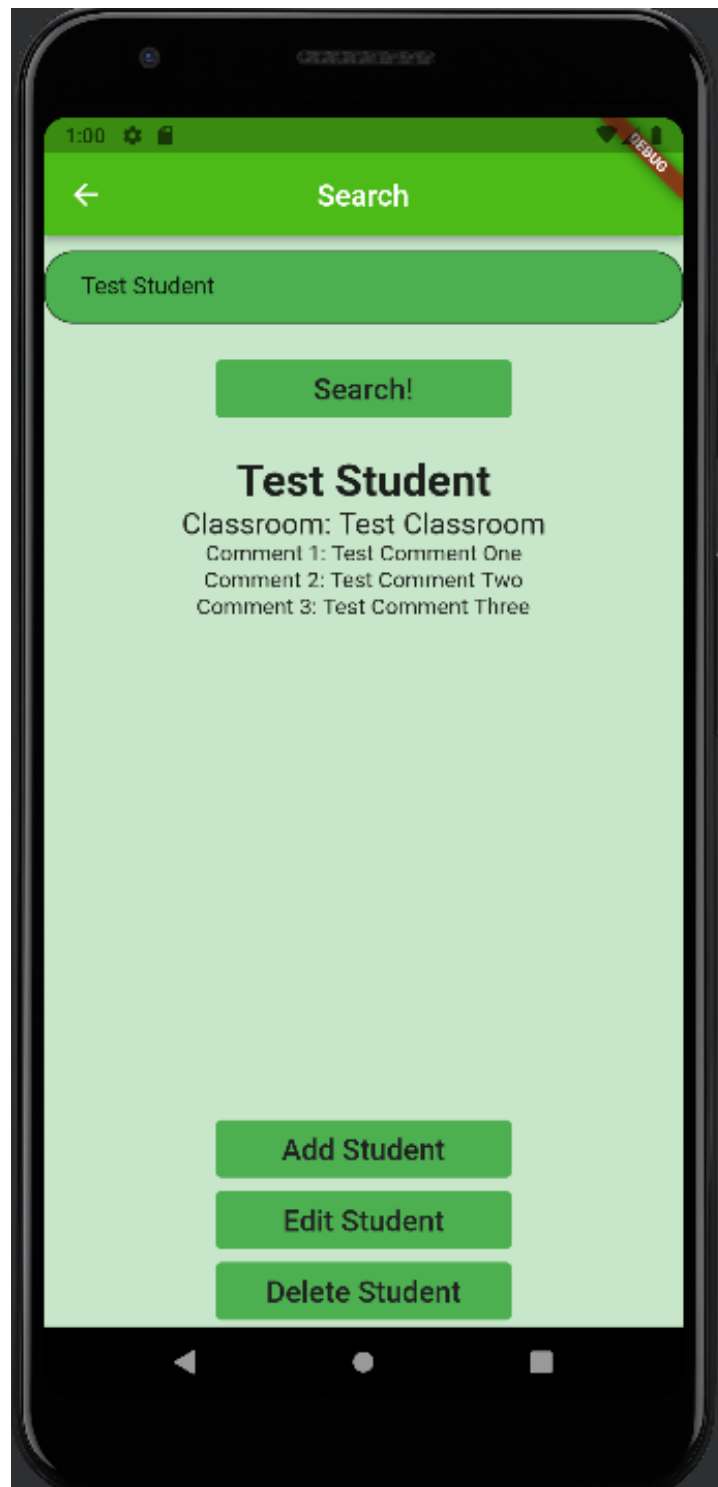 1:00
DEBUG
Search
Test Student
Search!
Test Student
Classroom: Test Classroom
Comment 1: Test Comment One
Comment 2: Test Comment Two
Comment 3: Test Comment Three
Add Student
Edit Student
Delete Student